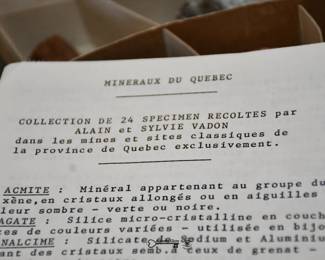 MINERAUX DU QUEBEC
COLLECTION DE 24 SPECIMEN RECOLTES par
ALAIN et SYLVIE VADON
dans les mines et sites classiques de
la province de Quebec exclusivement.
ACMITE : Minéral appartenant au groupe du
xène,en cristaux allongés ou en aiguilles
leur sombre - verte ou noire.
AGATE : Silice micro-cristalline en couch
es de couleurs variées - utilisée en bijo
NALCIME : Silicate de Sodium et Aluminiu
ant des cristaux semb.à ceux de grenat -